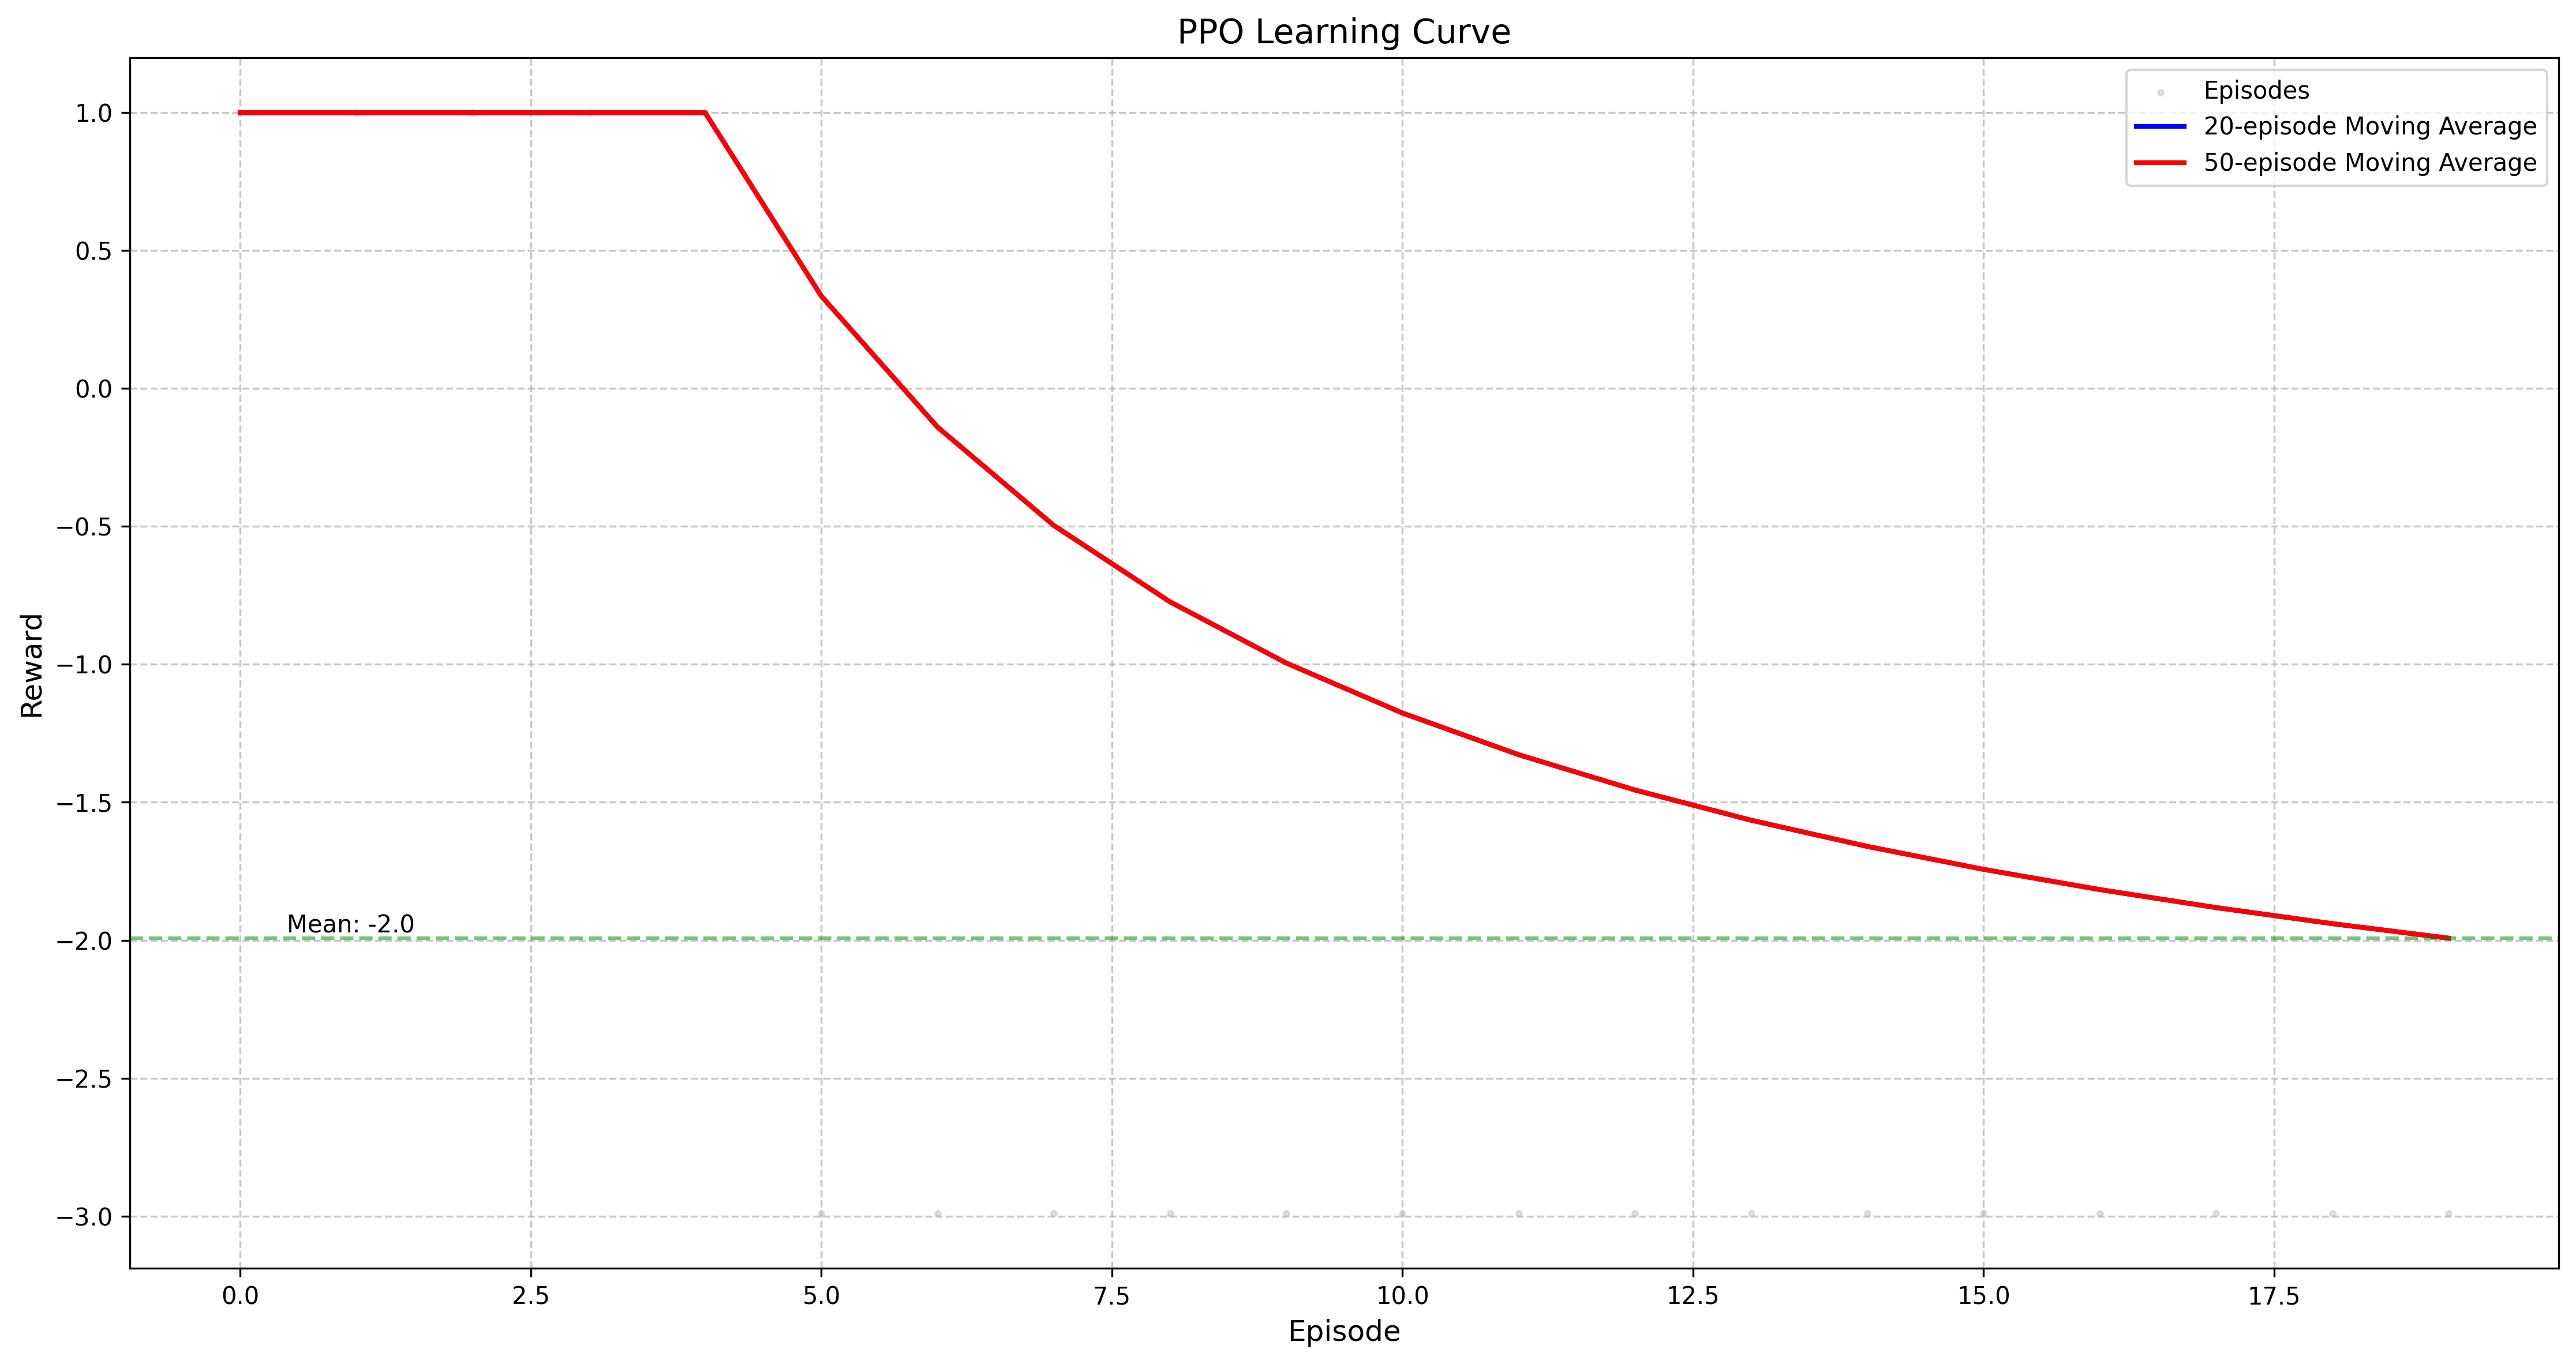 PPO Learning Curve
Episodes
20-episode Moving Average
50-episode Moving Average
1.0
0.5
0.0
−0.5
−1.0
−1.5
−2.0
−2.5
−3.0
Reward
Mean: -2.0
0.0 2.5 5.0 7.5 10.0 12.5 15.0 17.5
Episode